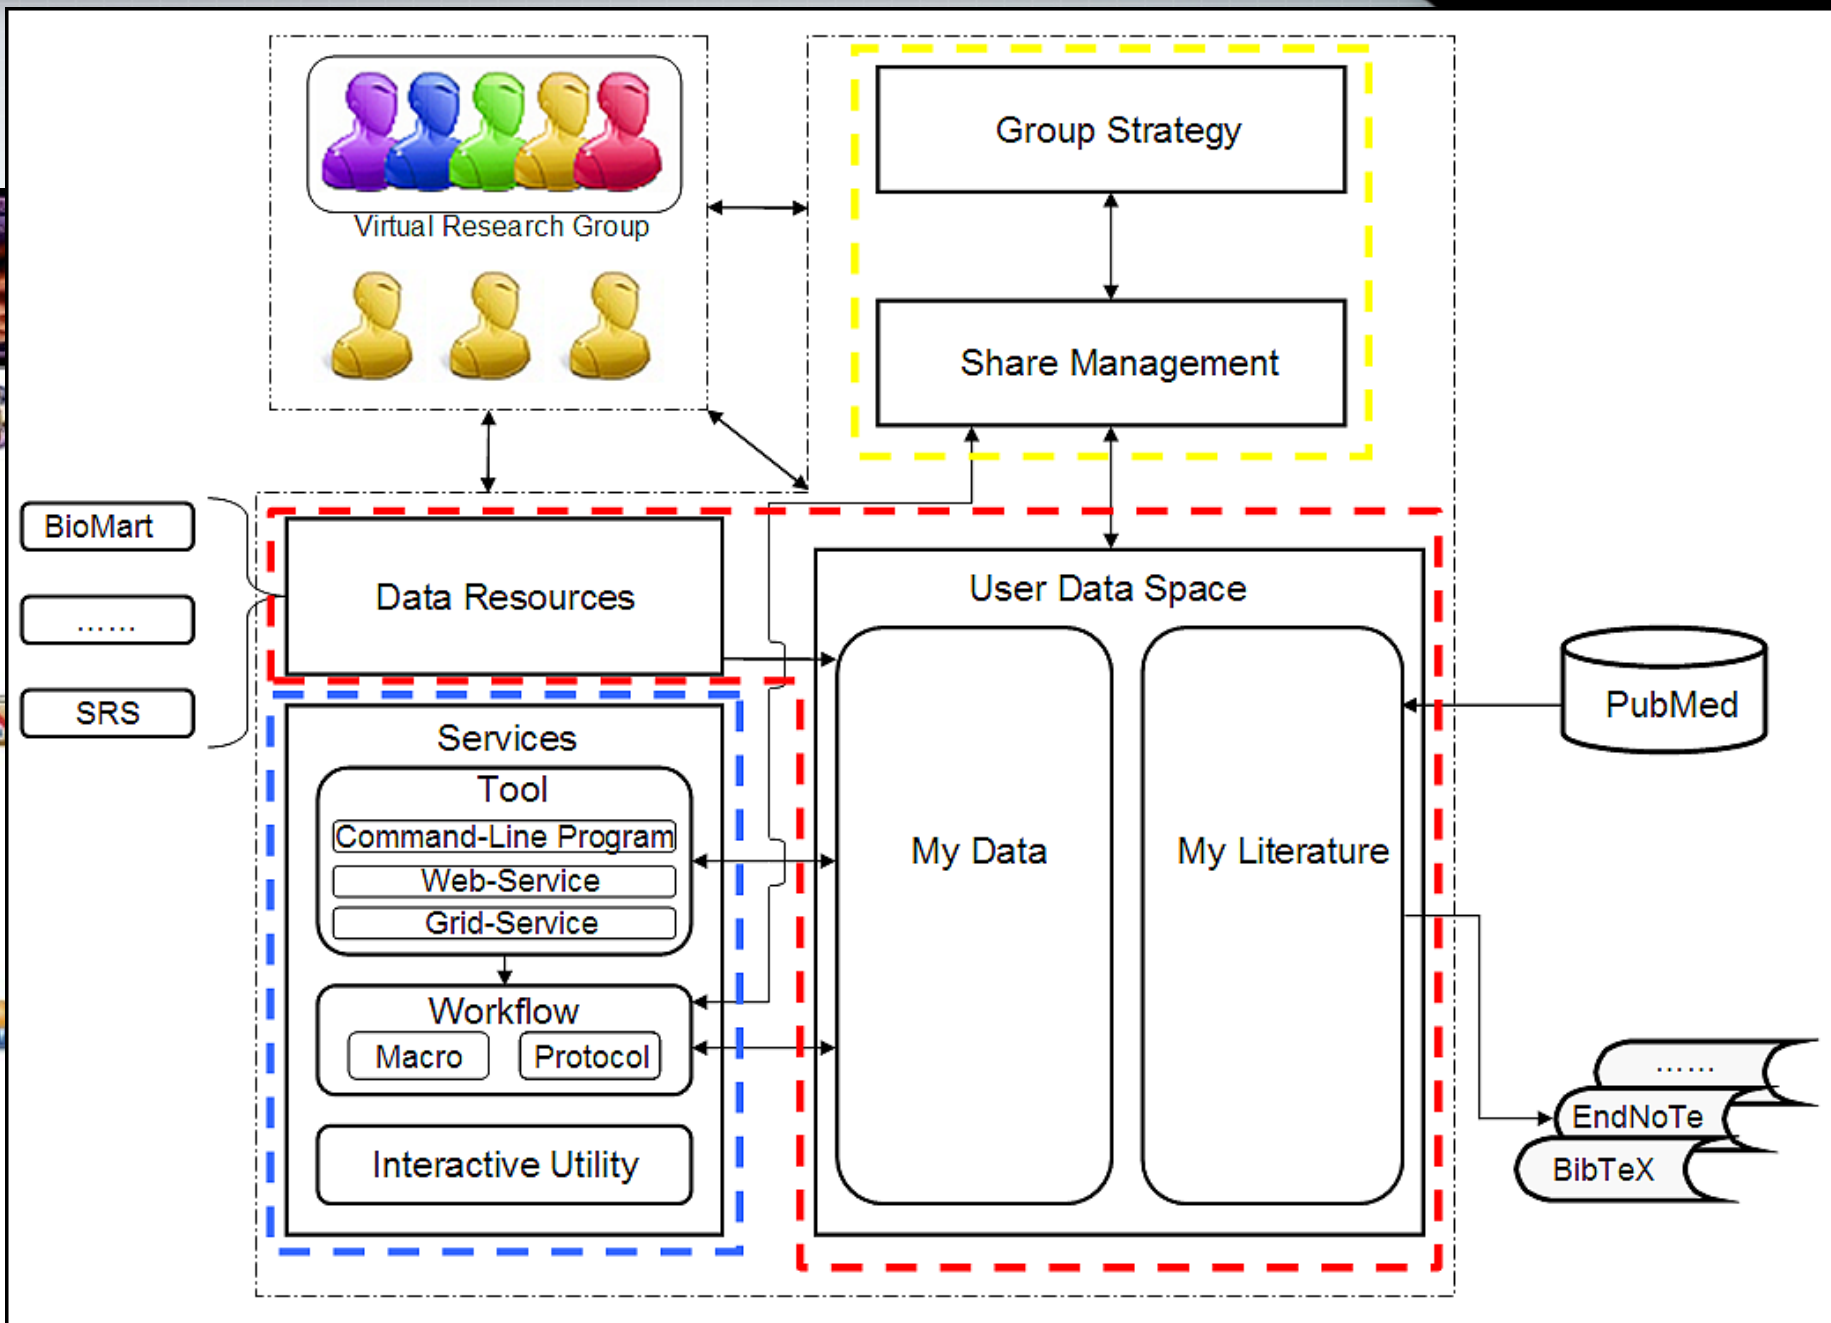 Virtual Research Group
Group Strategy
Share Management
BioMart
……
SRS
Data Resources
User Data Space
My Data
My Literature
PubMed
Services
Tool
Command-Line Program
Web-Service
Grid-Service
Workflow
Macro
Protocol
Interactive Utility
……
EndNoTe
BibTeX